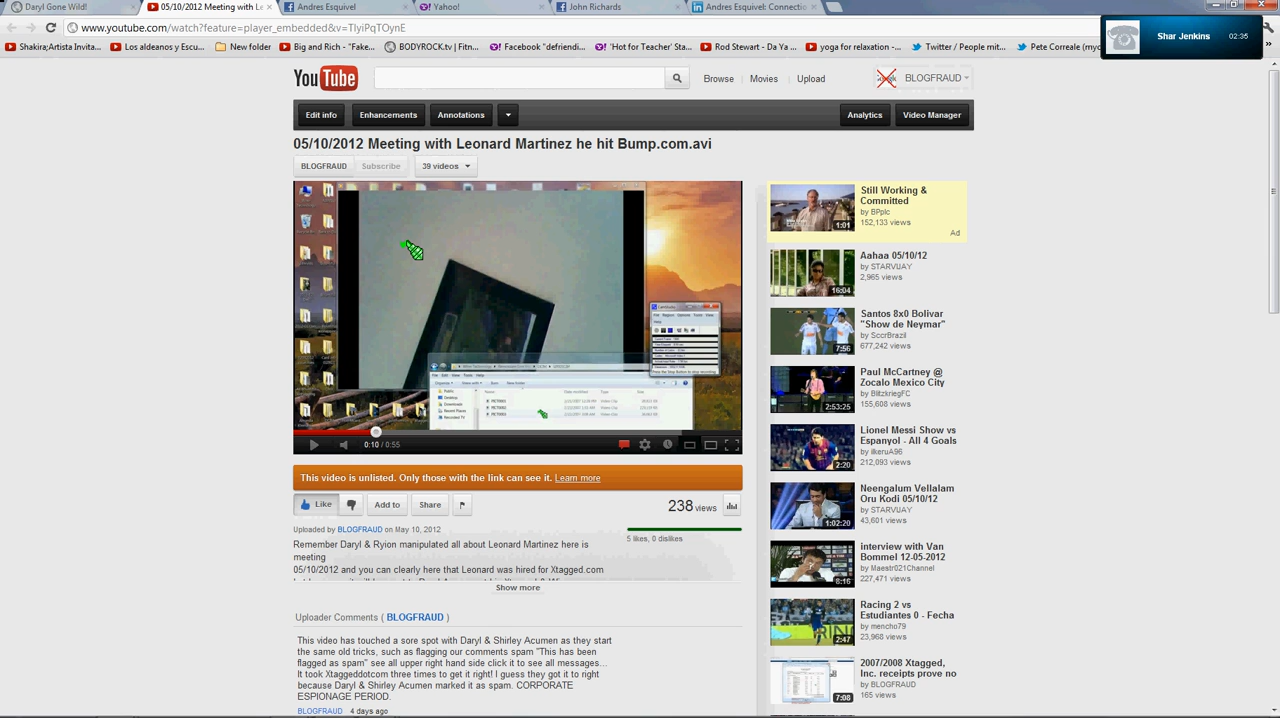 Daryl Gone Wild!
05/10/2012 Meeting with Le
Andres Esquivel
Yahoo!
John Richards
Andres Esquivel: Connectio
www.youtube.com/watch?feature=player_embedded&v=TlyiPqTOynE
Shakira;Artista Invita...
Los aldeanos y Escu...
New folder
Big and Rich - "Fake...
BODYROCK.tv | Fitn...
Facebook "defriendi...
'Hot for Teacher' Sta...
Rod Stewart - Da Ya ...
yoga for relaxation - ...
Twitter / People mit...
Pete Correale (myc
Shar Jenkins
02:35
YouTube
Browse
Movies
Upload
BLOGFRAUD
Edit info
Enhancements
Annotations
Analytics
Video Manager
05/10/2012 Meeting with Leonard Martinez he hit Bump.com.avi
BLOGFRAUD
Subscribe
39 videos
0:10 / 0:55
This video is unlisted. Only those with the link can see it. Learn more
Like
Add to
Share
238 views
Uploaded by BLOGFRAUD on May 10, 2012
5 likes, 0 dislikes
Remember Daryl & Ryion manipulated all about Leonard Martinez here is
meeting
05/10/2012 and you can clearly here that Leonard was hired for Xtagged.com
Show more
Uploader Comments ( BLOGFRAUD )
This video has touched a sore spot with Daryl & Shirley Acumen as they start
the same old tricks, such as flagging our comments spam "This has been
flagged as spam" see all upper right hand side click it to see all messages...
It took Xtaggeddotcom three times to get it right! I guess they got it to right
because Daryl & Shirley Acumen marked it as spam. CORPORATE
ESPIONAGE PERIOD
BLOGFRAUD 4 days ago
Still Working &
Committed
by BPplc
152,133 views
Ad
1:01
Aahaa 05/10/12
by STARVIJAY
2,965 views
16:04
Santos 8x0 Bolivar
"Show de Neymar"
by SccrBrazil
677,242 views
7:56
Paul McCartney @
Zocalo Mexico City
by BlitzkriegFC
155,608 views
2:53:25
Lionel Messi Show vs
Espanyol - All 4 Goals
by ilkeruA96
212,093 views
2:20
Neengalum Vellalam
Oru Kodi 05/10/12
by STARVIJAY
43,601 views
1:02:20
interview with Van
Bommel 12-05-2012
by Maestr021Channel
227,471 views
8:16
Racing 2 vs
Estudiantes 0 - Fecha
by mencho79
23,968 views
2:47
2007/2008 Xtagged,
Inc. receipts prove no
by BLOGFRAUD
165 views
7:08